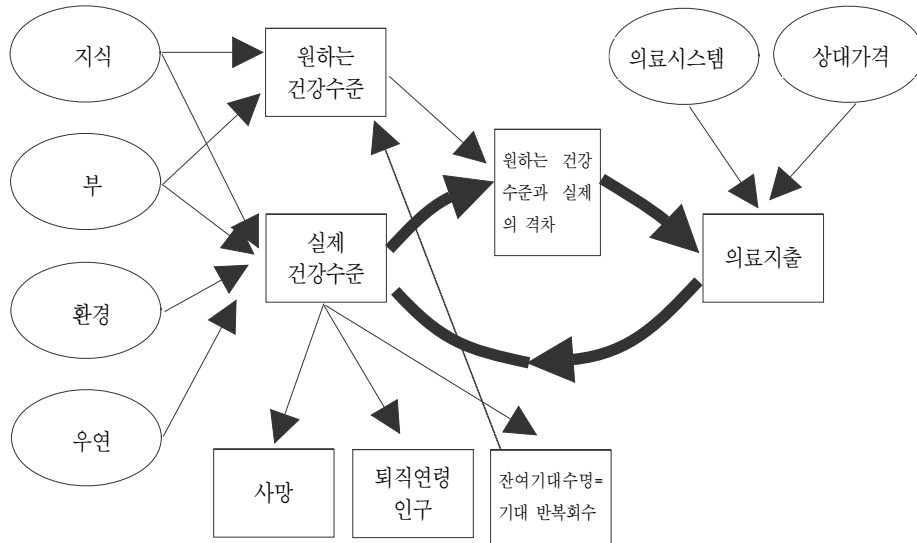 지식
원하는
건강수준
의료시스템
상대가격
부
원하는 건강
수준과 실제
의 격차
실제
건강수준
의료지출
환경
우연
사망
퇴직연령
인구
잔여기대수명=
기대 반복회수